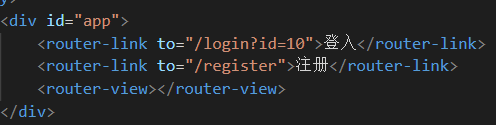 <div id="app">
<router-link to="/login?id=10">登入</router-link>
<router-link to="/register">注册</router-link>
<router-view></router-view>
</div>